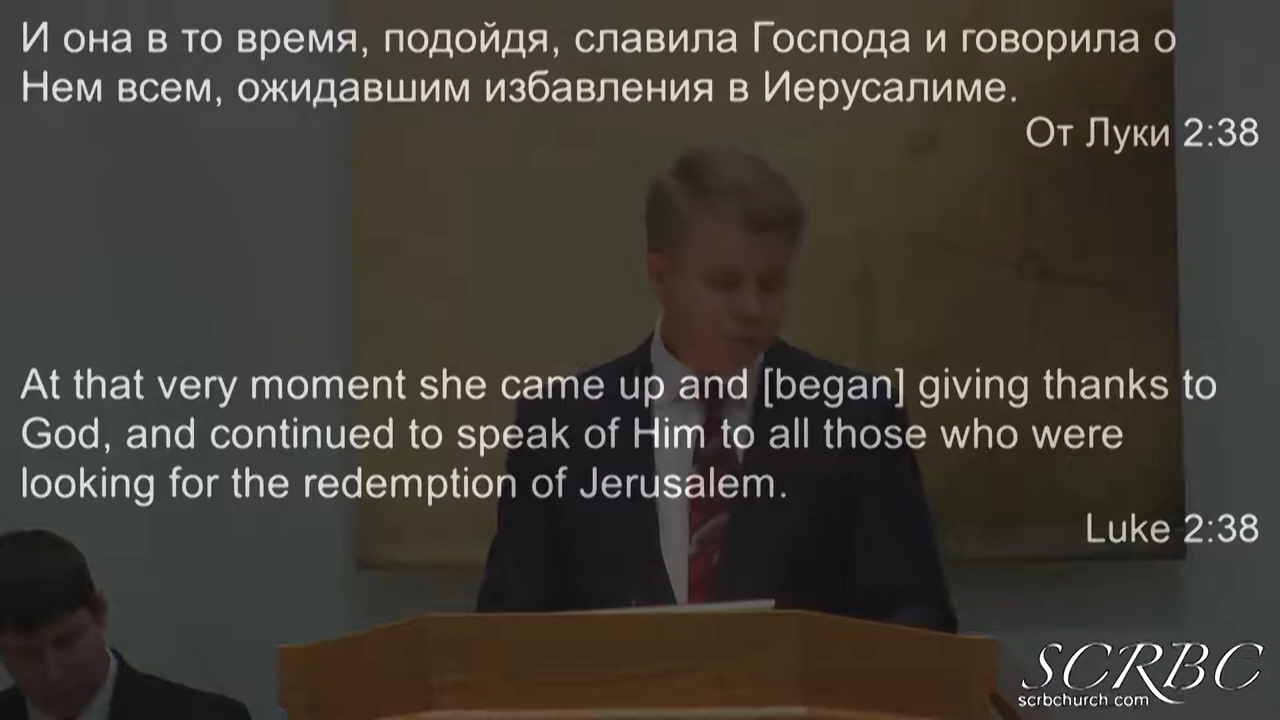 И она в то время, подойдя, славила Господа и говорила о
Нем всем, ожидавшим избавления в Иерусалиме.
От Луки 2:38
At that very moment she came up and [began] giving thanks to
God, and continued to speak of Him to all those who were
looking for the redemption of Jerusalem.
Luke 2:38
SCRBC
scrbchurch.com